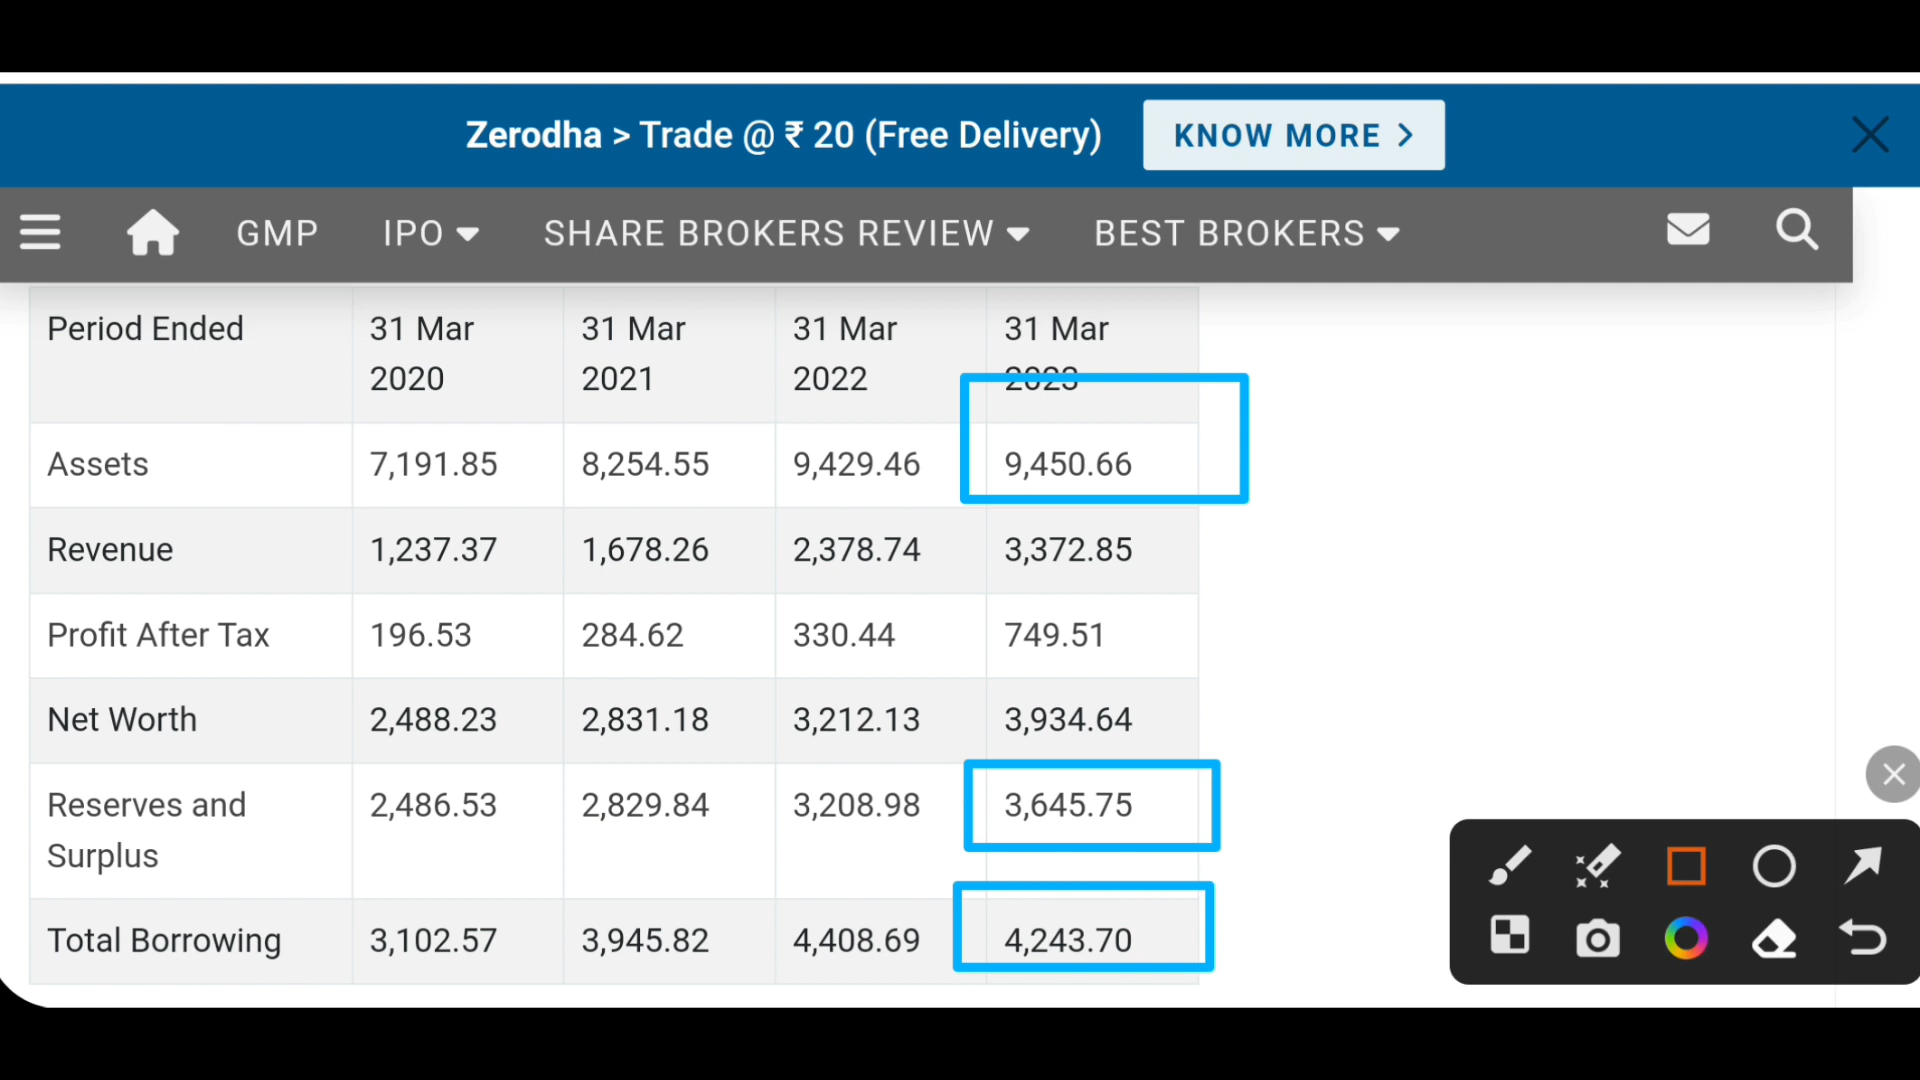 Zerodha > Trade @ ₹ 20 (Free Delivery) KNOW MORE
GMP IPO SHARE BROKERS REVIEW BEST BROKERS
Period Ended 31 Mar 2020 31 Mar 2021 31 Mar 2022 31 Mar 2023
Assets 7,191.85 8,254.55 9,429.46 9,450.66
Revenue 1,237.37 1,678.26 2,378.74 3,372.85
Profit After Tax 196.53 284.62 330.44 749.51
Net Worth 2,488.23 2,831.18 3,212.13 3,934.64
Reserves and Surplus 2,486.53 2,829.84 3,208.98 3,645.75
Total Borrowing 3,102.57 3,945.82 4,408.69 4,243.70